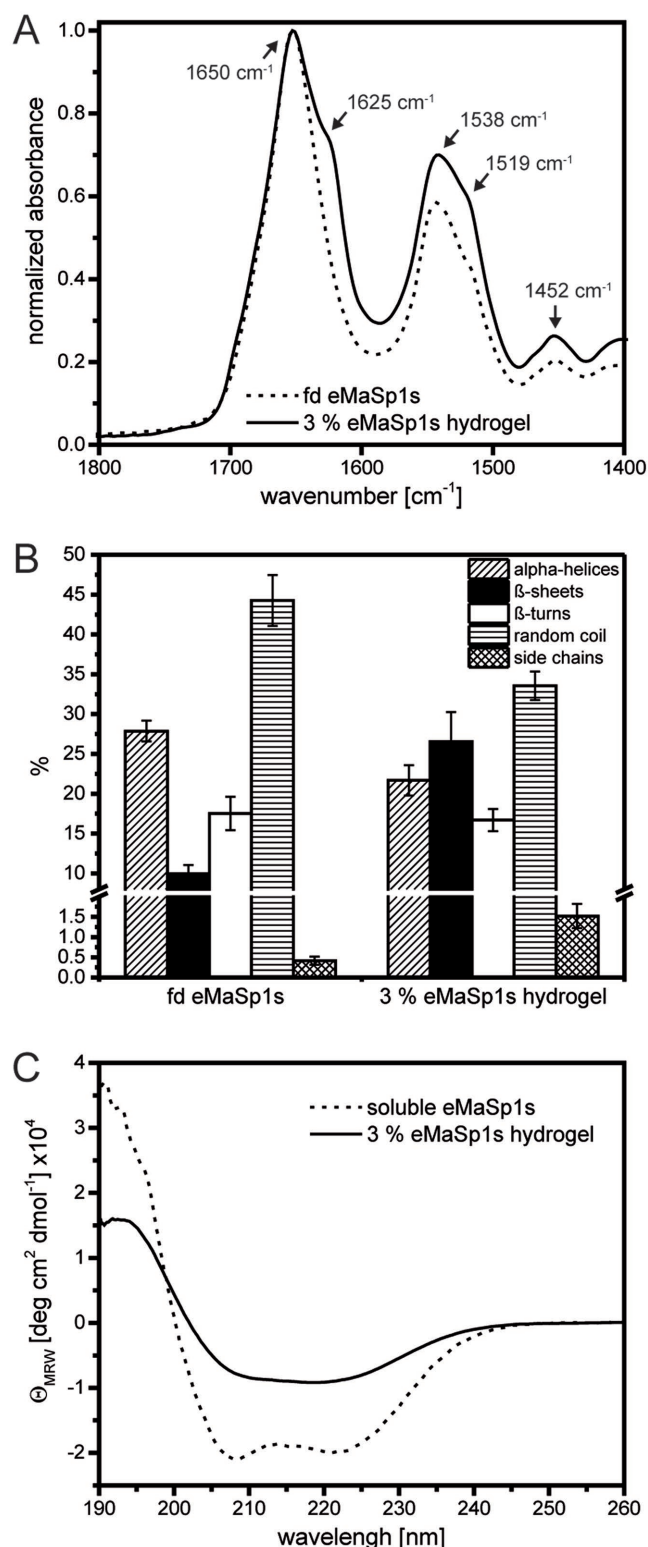 A
1650 cm⁻¹
1625 cm⁻¹
1538 cm⁻¹
1519 cm⁻¹
1452 cm⁻¹
normalized absorbance
1.0
0.8
0.6
0.4
0.2
0.0
fd eMaSp1s
3 % eMaSp1s hydrogel
1800 1700 1600 1500 1400
wavenumber [cm⁻¹]
B
%
50
45
40
35
30
25
20
15
10
1.5
1.0
0.5
0.0
alpha-helices
ß-sheets
ß-turns
random coil
side chains
fd eMaSp1s 3 % eMaSp1s hydrogel
C
Θ_MRW [deg cm² dmol⁻¹] x10⁴
4
3
2
1
0
-1
-2
soluble eMaSp1s
3 % eMaSp1s hydrogel
190 200 210 220 230 240 250 260
wavelengh [nm]